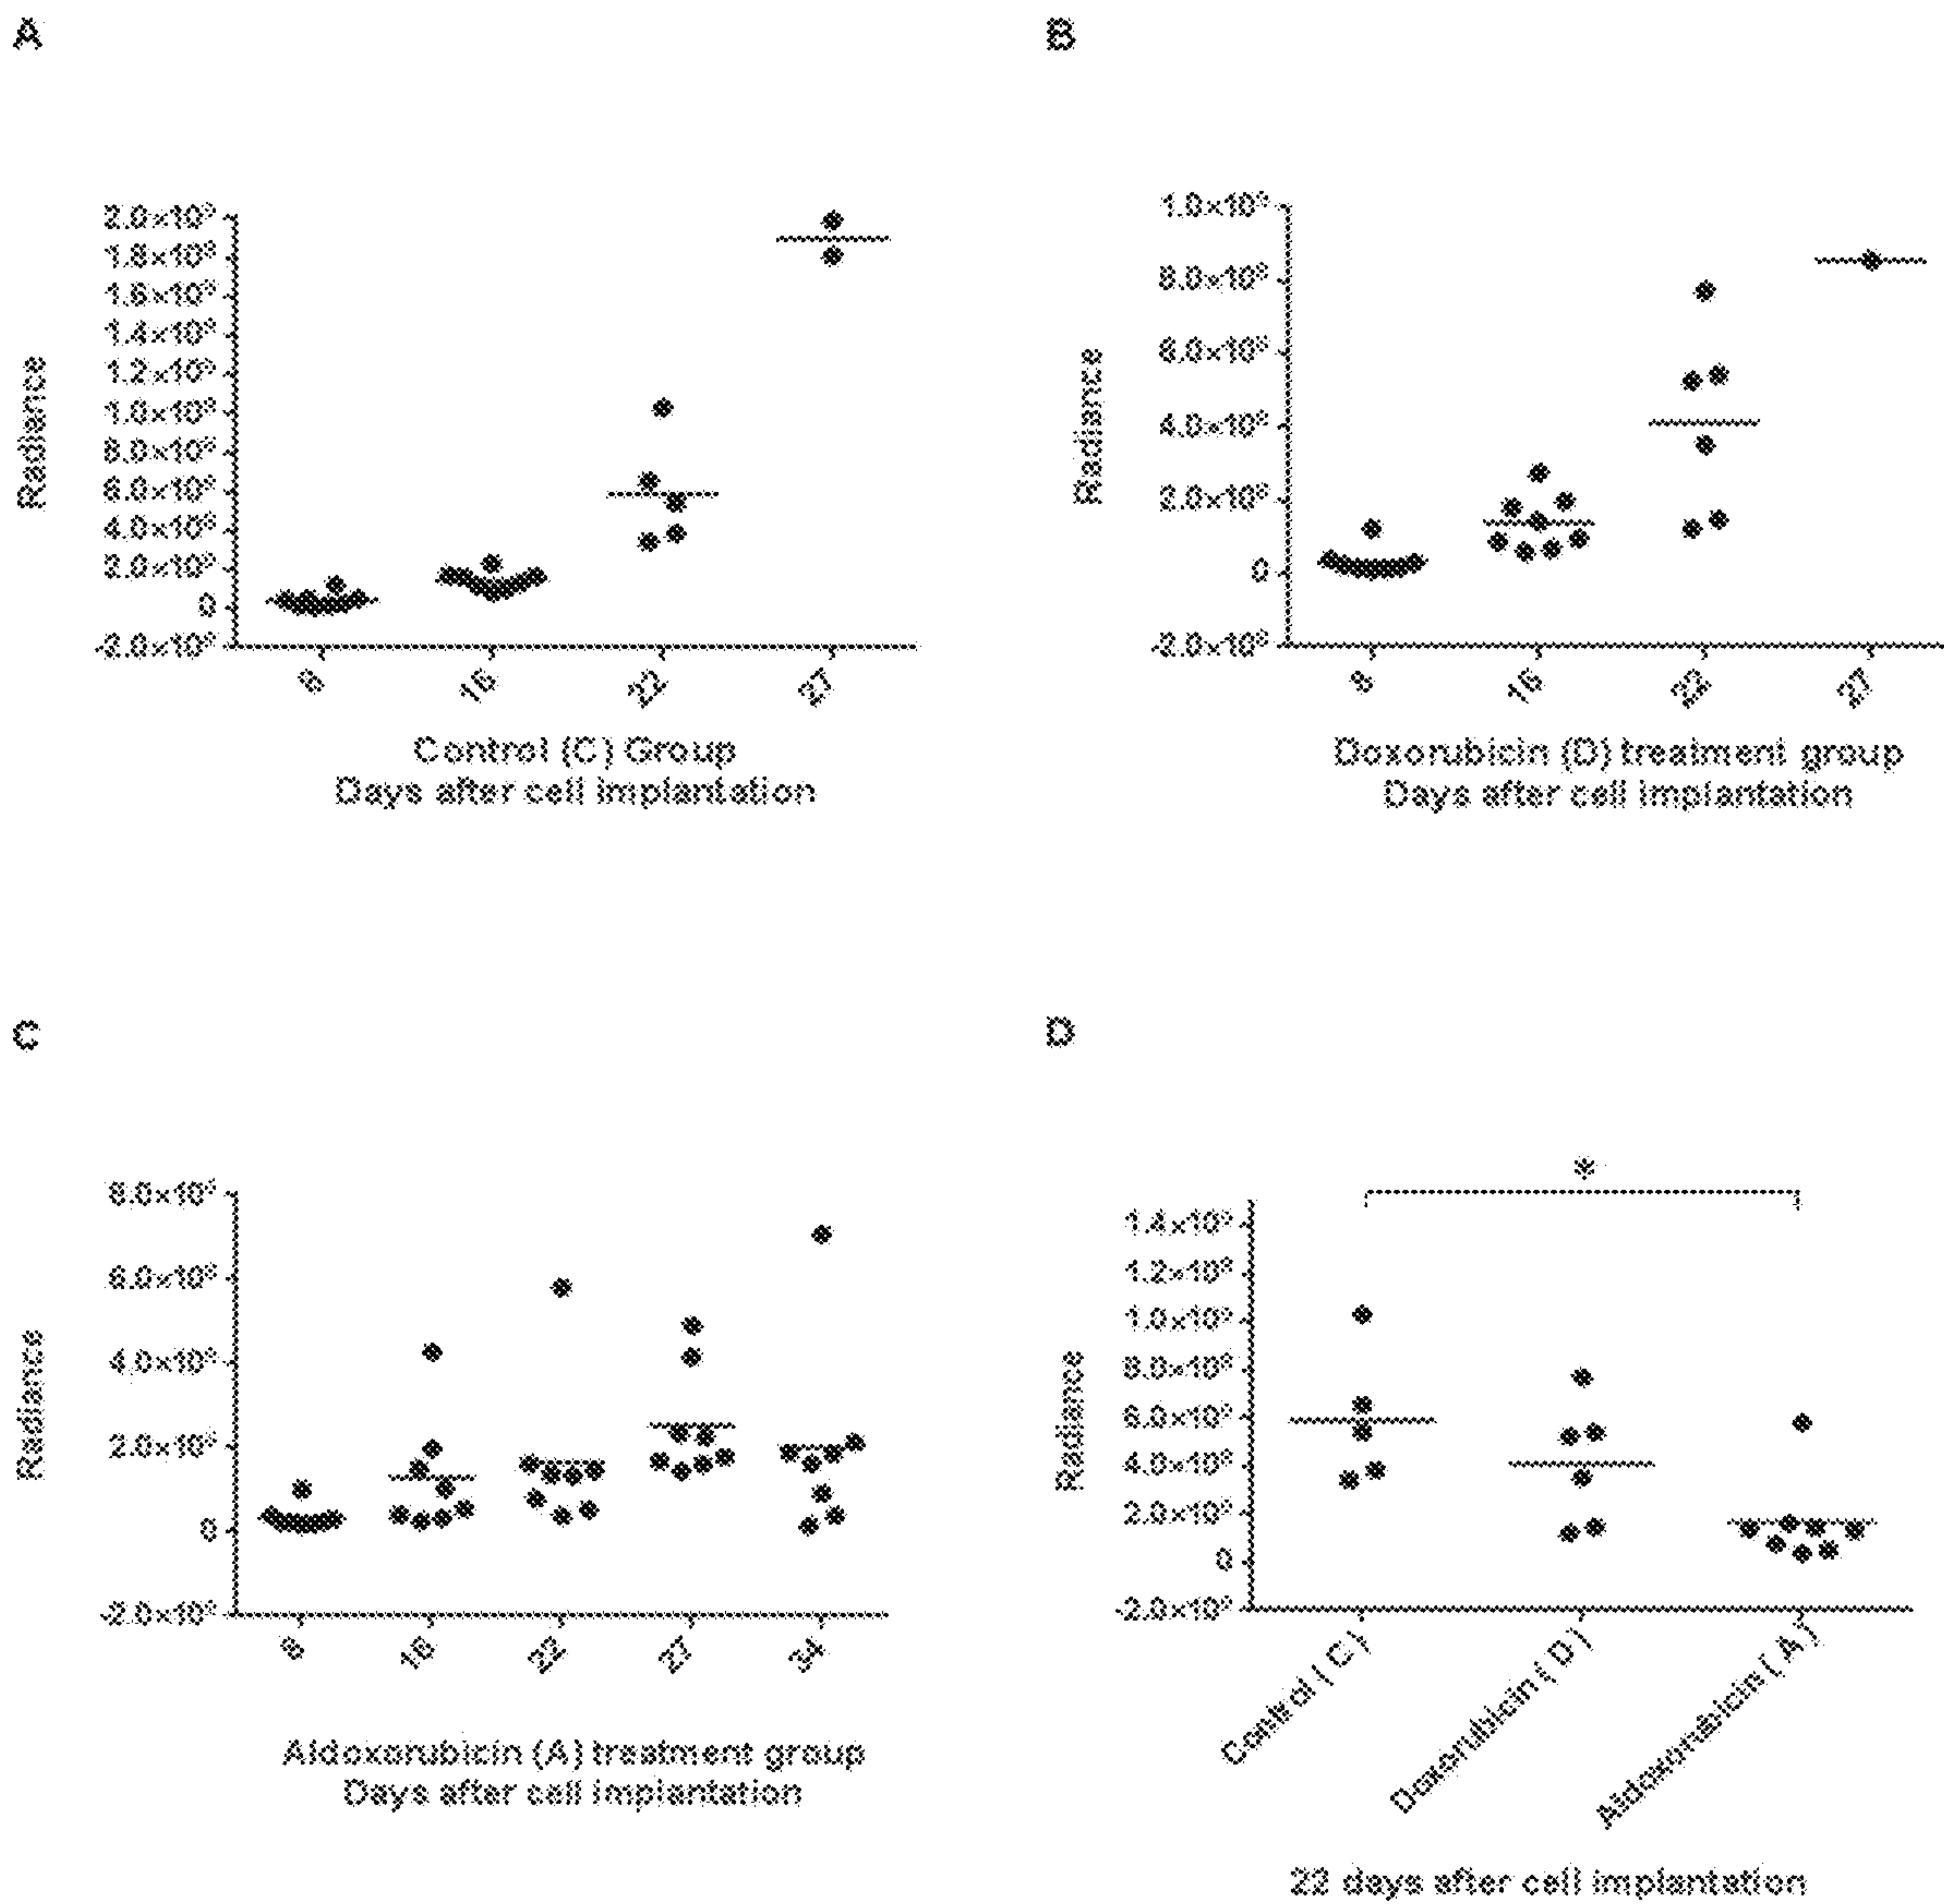 A
Radiance
2.0×10⁹
1.8×10⁹
1.6×10⁹
1.4×10⁹
1.2×10⁹
1.0×10⁹
8.0×10⁸
6.0×10⁸
4.0×10⁸
2.0×10⁸
0
-2.0×10⁸
8
16
22
27
Control (C) Group
Days after cell implantation
B
Radiance
1.0×10⁹
8.0×10⁸
6.0×10⁸
4.0×10⁸
2.0×10⁸
0
-2.0×10⁸
8
16
22
27
Doxorubicin (D) treatment group
Days after cell implantation
C
Radiance
8.0×10⁸
6.0×10⁸
4.0×10⁸
2.0×10⁸
0
-2.0×10⁸
8
16
22
27
34
Aldoxorubicin (A) treatment group
Days after cell implantation
D
*
Radiance
1.4×10⁹
1.2×10⁹
1.0×10⁹
8.0×10⁸
6.0×10⁸
4.0×10⁸
2.0×10⁸
0
-2.0×10⁸
Control ( C )
Doxorubicin ( D )
Aldoxorubicin ( A )
22 days after cell implantation